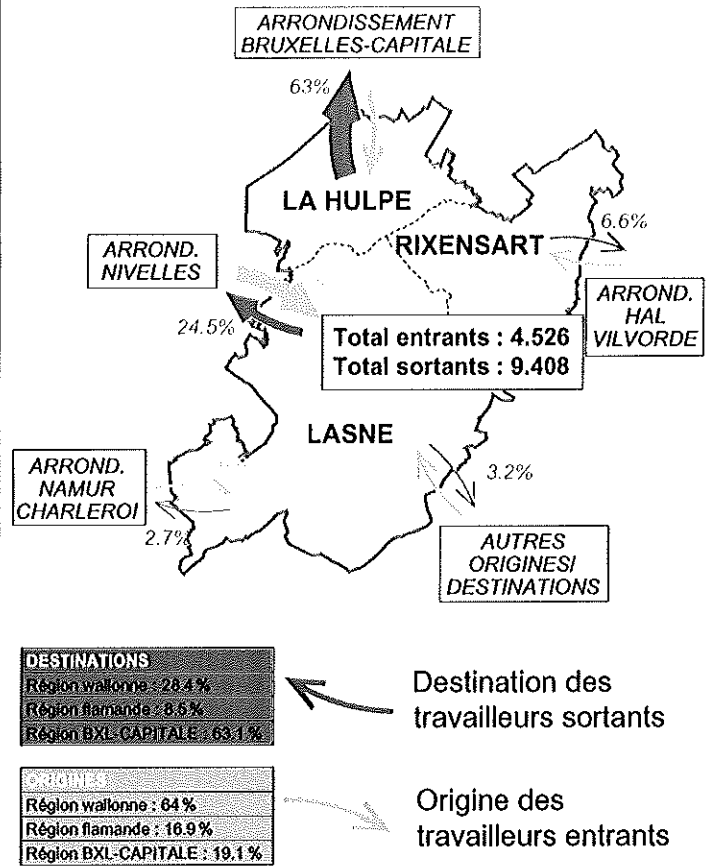 ARRONDISSEMENT
BRUXELLES-CAPITALE
63%
LA HULPE
RIXENSART
6.6%
ARROND.
NIVELLES
24.5%
ARROND.
HAL
VILVORDE
Total entrants : 4.526
Total sortants : 9.408
LASNE
ARROND.
NAMUR
CHARLEROI
2.7%
3.2%
AUTRES
ORIGINES/
DESTINATIONS
DESTINATIONS
Région wallonne : 28.4 %
Région flamande : 8.5 %
Région BXL-CAPITALE : 63.1 %
Destination des
travailleurs sortants
ORIGINES
Région wallonne : 64 %
Région flamande : 16.9 %
Région BXL-CAPITALE : 19.1 %
Origine des
travailleurs entrants